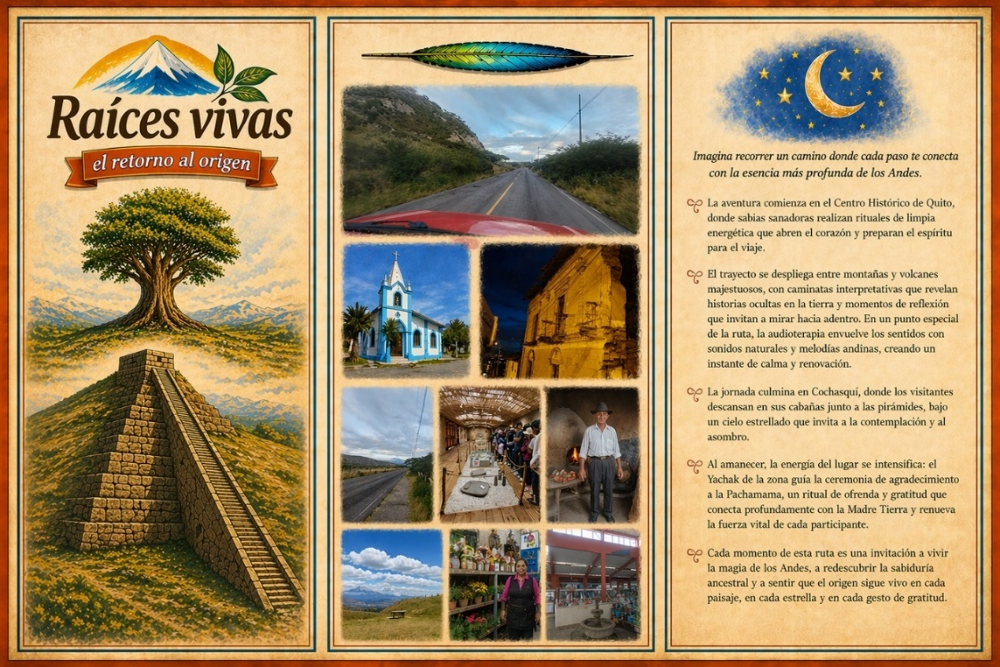 Raíces vivas
el retorno al origen
Imagina recorrer un camino donde cada paso te conecta
con la esencia más profunda de los Andes.
La aventura comienza en el Centro Histórico de Quito,
donde sabias sanadoras realizan rituales de limpia
energética que abren el corazón y preparan el espíritu
para el viaje.
El trayecto se despliega entre montañas y volcanes
majestuosos, con caminatas interpretativas que revelan
historias ocultas en la tierra y momentos de reflexión
que invitan a mirar hacia adentro. En un punto especial
de la ruta, la audioterapia envuelve los sentidos con
sonidos naturales y melodías andinas, creando un
instante de calma y renovación.
La jornada culmina en Cochasquí, donde los visitantes
descansan en sus cabañas junto a las pirámides, bajo
un cielo estrellado que invita a la contemplación y al
asombro.
Al amanecer, la energía del lugar se intensifica: el
Yachak de la zona guía la ceremonia de agradecimiento
a la Pachamama, un ritual de ofrenda y gratitud que
conecta profundamente con la Madre Tierra y renueva
la fuerza vital de cada participante.
Cada momento de esta ruta es una invitación a vivir
la magia de los Andes, a redescubrir la sabiduría
ancestral y a sentir que el origen sigue vivo en cada
paisaje, en cada estrella y en cada gesto de gratitud.